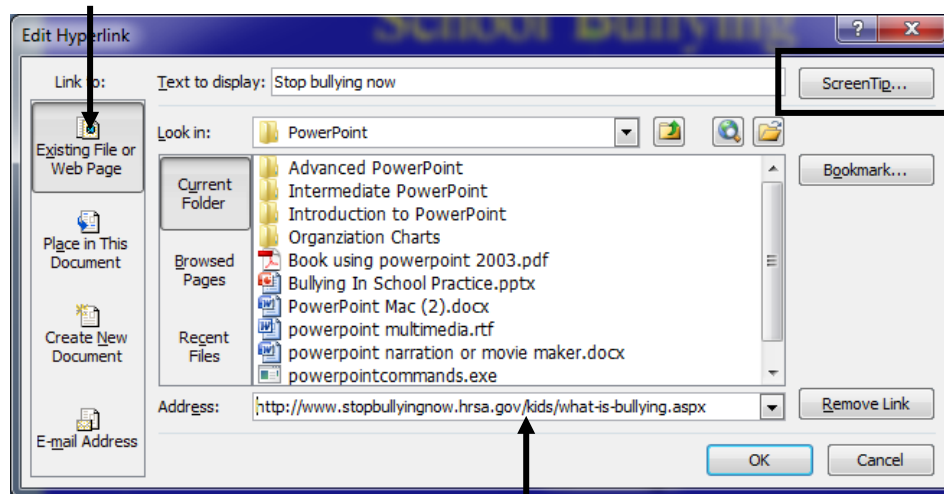 School Bullying
Edit Hyperlink
?
X
Link to:
Text to display: Stop bullying now
ScreenTip...
Existing File or
Web Page
Look in: PowerPoint
Bookmark...
Current
Folder
Browsed
Pages
Recent
Files
Advanced PowerPoint
Intermediate PowerPoint
Introduction to PowerPoint
Organziation Charts
Book using powerpoint 2003.pdf
Bullying In School Practice.pptx
PowerPoint Mac (2).docx
powerpoint multimedia.rtf
powerpoint narration or movie maker.docx
powerpointcommands.exe
Place in This
Document
Create New
Document
E-mail Address
Address: http://www.stopbullyingnow.hrsa.gov/kids/what-is-bullying.aspx
Remove Link
OK
Cancel